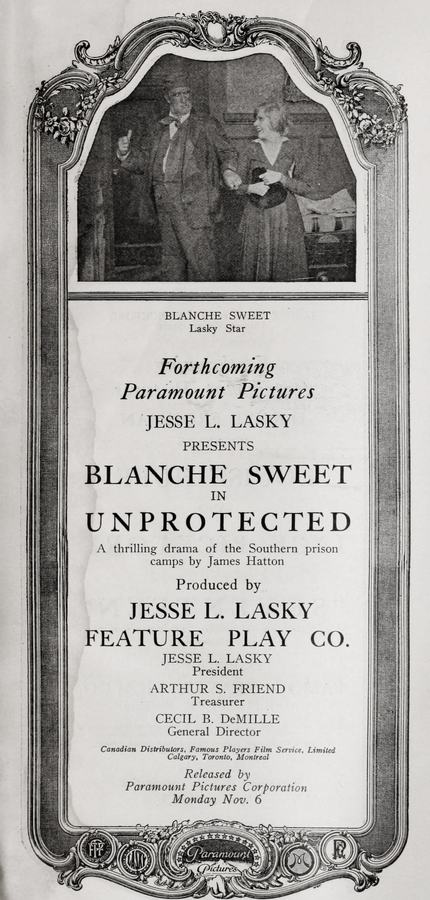 BLANCHE SWEET
Lasky Star
Forthcoming
Paramount Pictures
JESSE L. LASKY
PRESENTS
BLANCHE SWEET
IN
UNPROTECTED
A thrilling drama of the Southern prison
camps by James Hatton
Produced by
JESSE L. LASKY
FEATURE PLAY CO.
JESSE L. LASKY
President
ARTHUR S. FRIEND
Treasurer
CECIL B. DeMILLE
General Director
Canadian Distributors, Famous Players Film Service, Limited
Calgary, Toronto, Montreal
Released by
Paramount Pictures Corporation
Monday Nov. 6
Paramount
Pictures